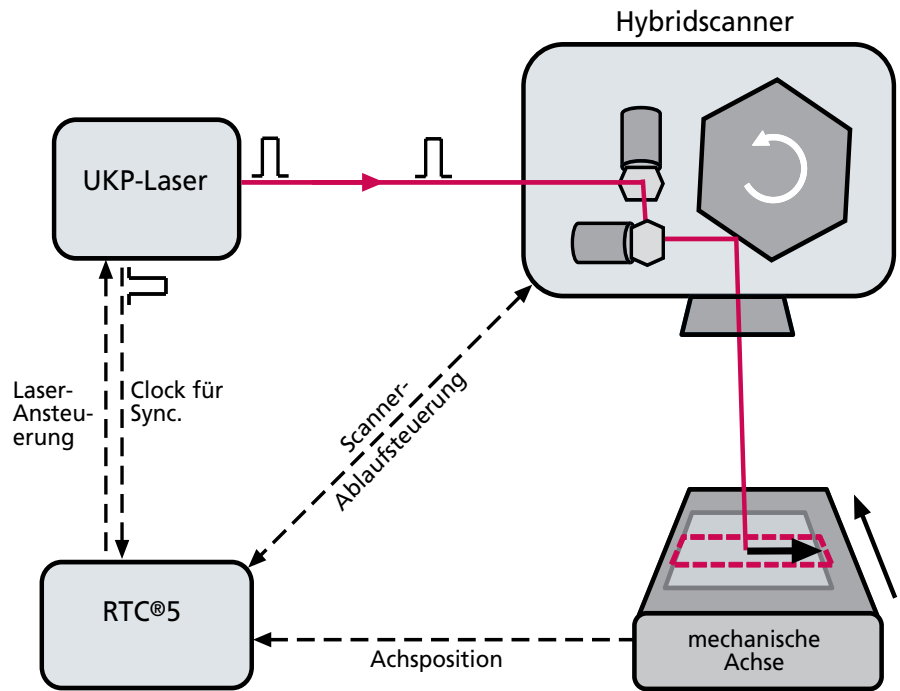 Hybridscanner
UKP-Laser
Laser-
Ansteu-
erung
Clock für
Sync.
Scanner-
Ablaufsteuerung
RTC®5
Achsposition
mechanische
Achse